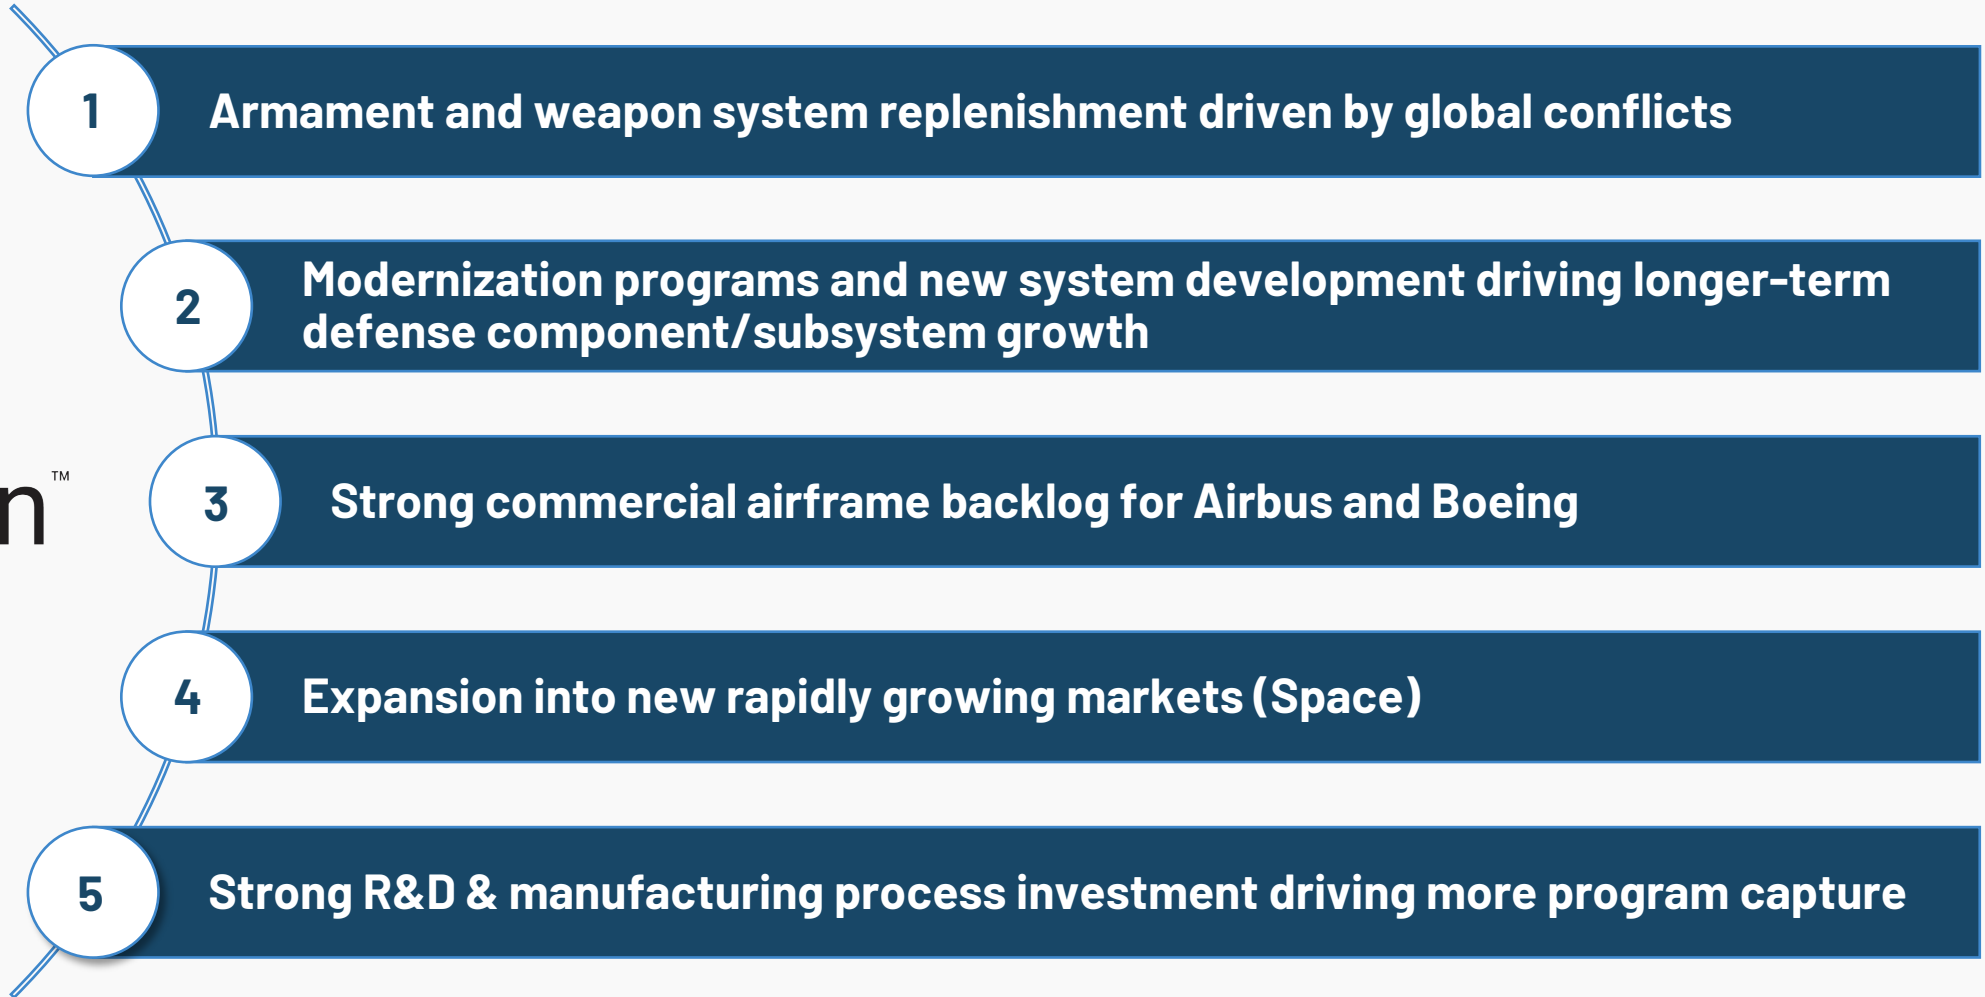 1
Armament and weapon system replenishment driven by global conflicts
2
Modernization programs and new system development driving longer-term
defense component/subsystem growth
n™
3
Strong commercial airframe backlog for Airbus and Boeing
4
Expansion into new rapidly growing markets (Space)
5
Strong R&D & manufacturing process investment driving more program capture